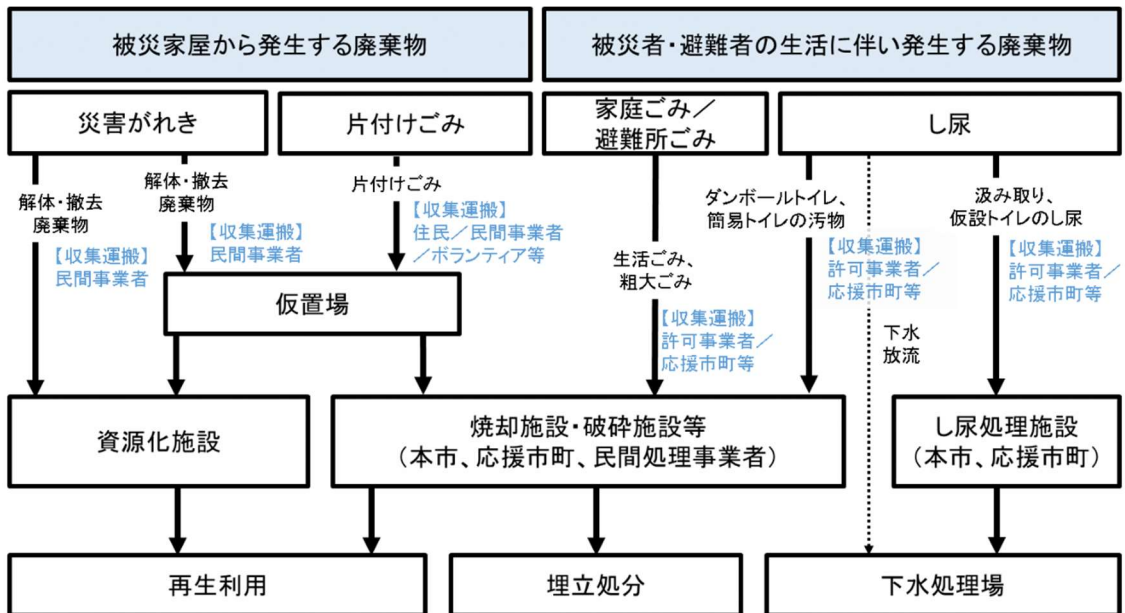 被災家屋から発生する廃棄物
被災者・避難者の生活に伴い発生する廃棄物
災害がれき
片付けごみ
家庭ごみ／
避難所ごみ
し尿
解体・撤去
廃棄物
【収集運搬】
民間事業者
解体・撤去
廃棄物
【収集運搬】
民間事業者
片付けごみ
【収集運搬】
住民／民間事業者
／ボランティア等
生活ごみ、
粗大ごみ
【収集運搬】
許可事業者／
応援市町等
ダンボールトイレ、
簡易トイレの汚物
【収集運搬】
許可事業者／
応援市町等
下水
放流
汲み取り、
仮設トイレのし尿
【収集運搬】
許可事業者／
応援市町等
仮置場
資源化施設
焼却施設・破砕施設等
（本市、応援市町、民間処理事業者）
し尿処理施設
（本市、応援市町）
再生利用
埋立処分
下水処理場